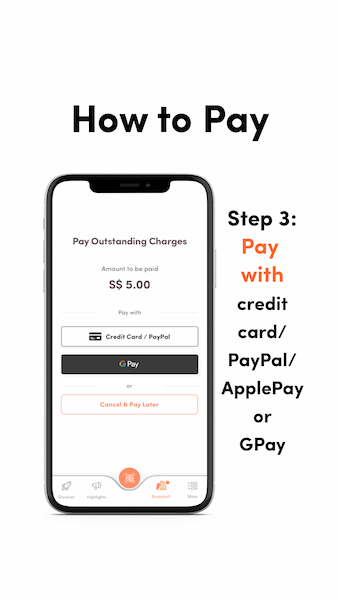 How to Pay
Step 3:
Pay
with
credit
card/
PayPal/
ApplePay
or
GPay
Pay Outstanding Charges
Amount to be paid
S$ 5.00
Pay with
Credit Card / PayPal
G Pay
or
Cancel & Pay Later
Discover
Highlights
Bookshelf
More